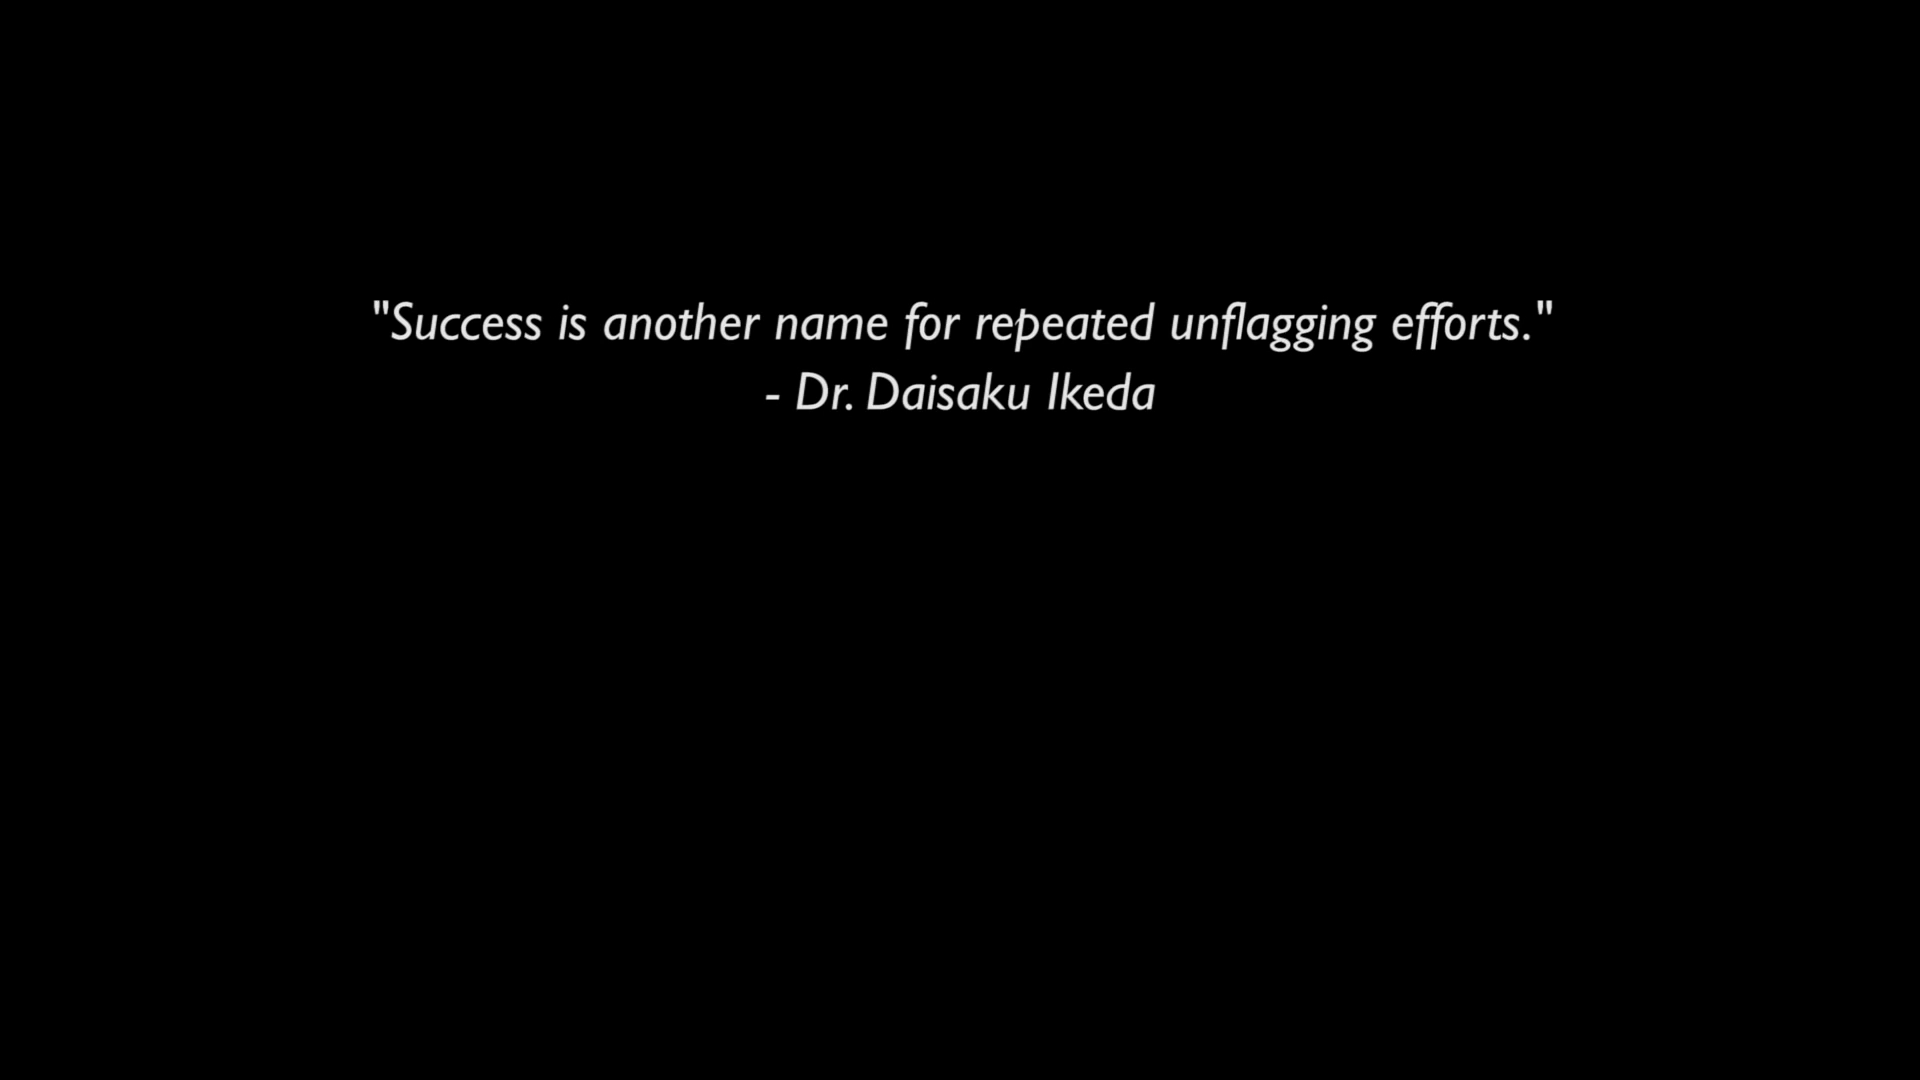 "Success is another name for repeated unflagging efforts."
- Dr. Daisaku Ikeda